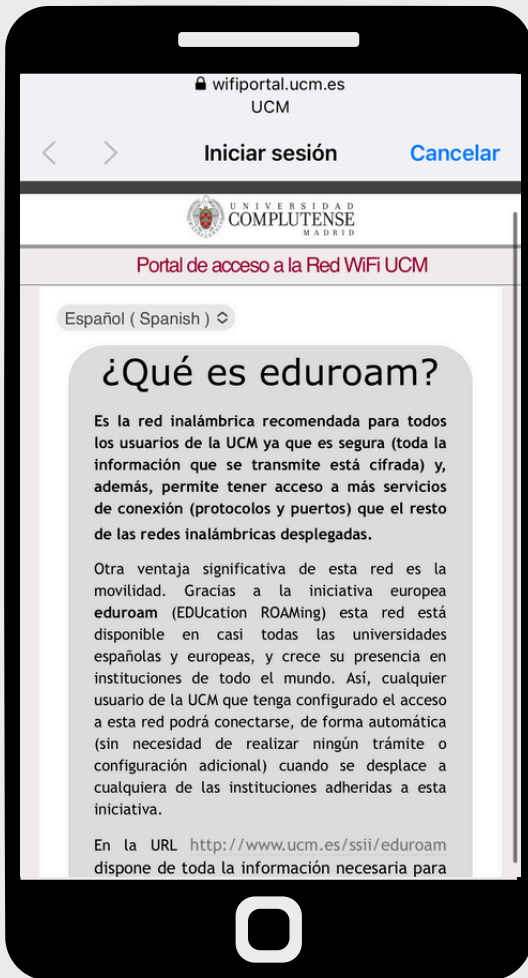 wifiportal.ucm.es
UCM
Iniciar sesión Cancelar
UNIVERSIDAD
COMPLUTENSE
MADRID
Portal de acceso a la Red WiFi UCM
Español ( Spanish )
¿Qué es eduroam?
Es la red inalámbrica recomendada para todos
los usuarios de la UCM ya que es segura (toda la
información que se transmite está cifrada) y,
además, permite tener acceso a más servicios
de conexión (protocolos y puertos) que el resto
de las redes inalámbricas desplegadas.
Otra ventaja significativa de esta red es la
movilidad. Gracias a la iniciativa europea
eduroam (EDUcation ROAMing) esta red está
disponible en casi todas las universidades
españolas y europeas, y crece su presencia en
instituciones de todo el mundo. Así, cualquier
usuario de la UCM que tenga configurado el acceso
a esta red podrá conectarse, de forma automática
(sin necesidad de realizar ningún trámite o
configuración adicional) cuando se desplace a
cualquiera de las instituciones adheridas a esta
iniciativa.
En la URL http://www.ucm.es/ssii/eduroam
dispone de toda la información necesaria para